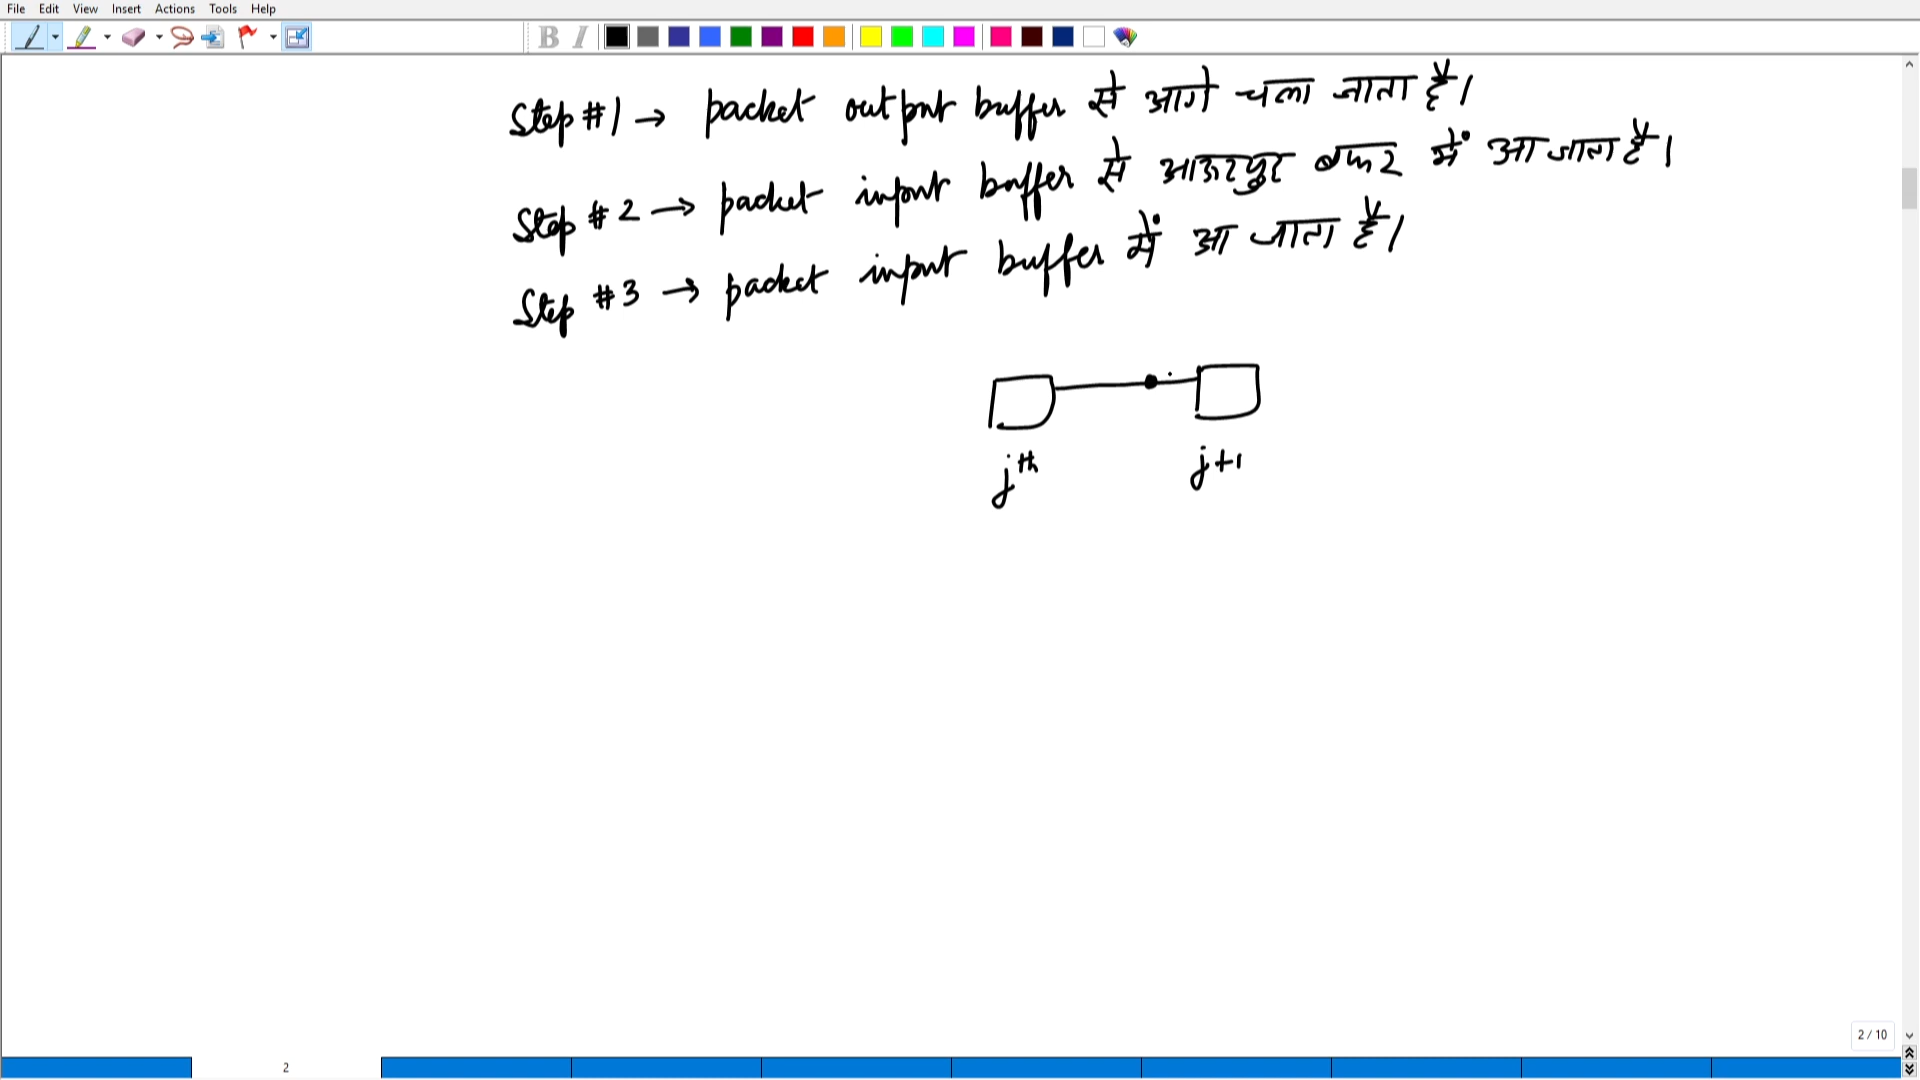 File Edit View Insert Actions Tools Help
B I
Step #1 → packet output buffer से आगे चला जाता है।
Step #2 → packet input buffer से आऊटपुट बफर में आ जाता है।
Step #3 → packet input buffer में आ जाता है।
jth j+1
2 / 10
2